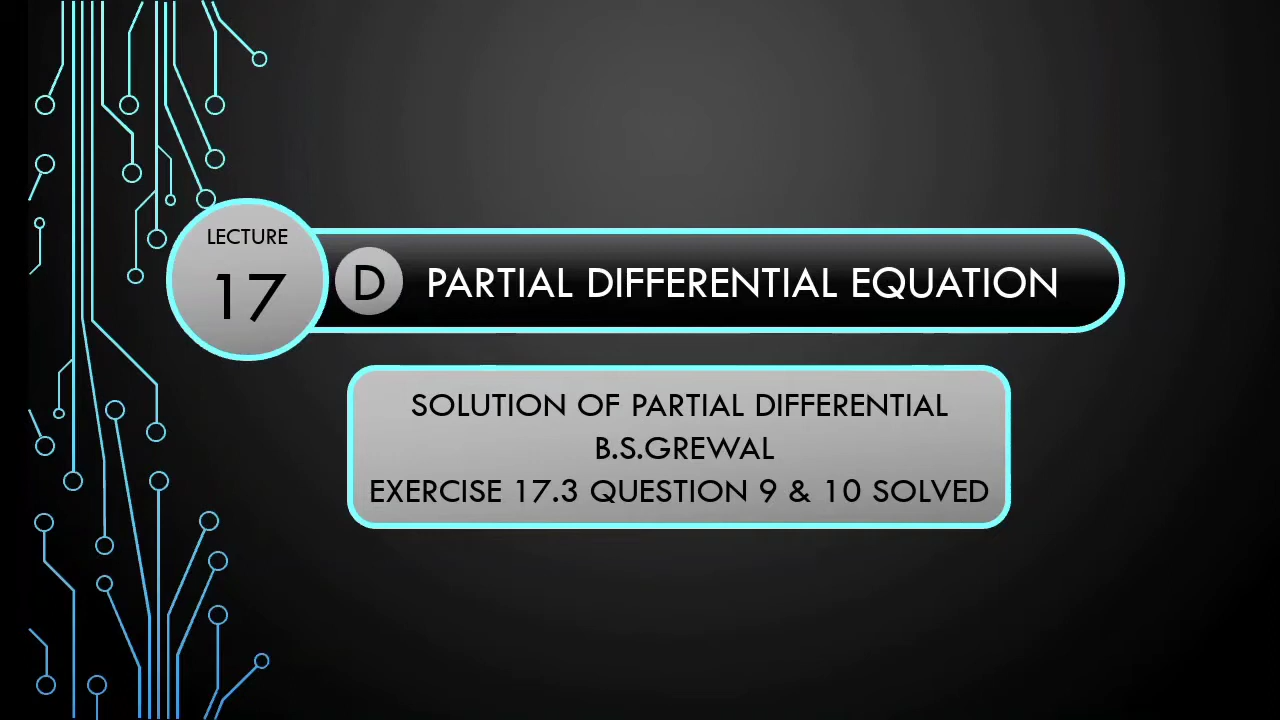 LECTURE
17
D PARTIAL DIFFERENTIAL EQUATION
SOLUTION OF PARTIAL DIFFERENTIAL
B.S.GREWAL
EXERCISE 17.3 QUESTION 9 & 10 SOLVED